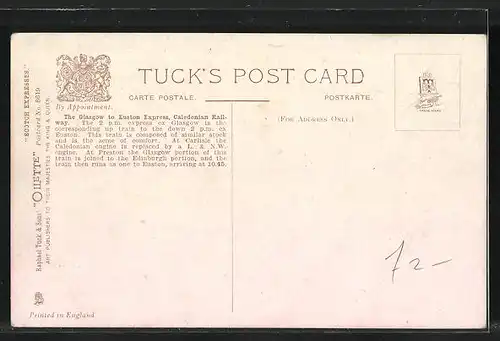 TUCK'S POST CARD
By Appointment.
CARTE POSTALE.
POSTKARTE.
(FOR ADDRESS ONLY.)
The Glasgow to Euston Express, Caledonian Rail-
way. The 2 p.m. express ex Glasgow is the
corresponding up train to the down 2 p.m. ex
Euston. This train is composed of similar stock
and is the acme of comfort. At Carlisle the
Caledonian engine is replaced by a L. & N.W.
engine. At Preston the Glasgow portion of this
train is joined to the Edinburgh portion, and the
train then runs as one to Euston, arriving at 10.45.
"SCOTCH EXPRESSES."
Raphael Tuck & Sons' "OILETTE" Postcard No. 8619
ART PUBLISHERS TO THEIR MAJESTIES THE KING & QUEEN.
Printed in England
72-